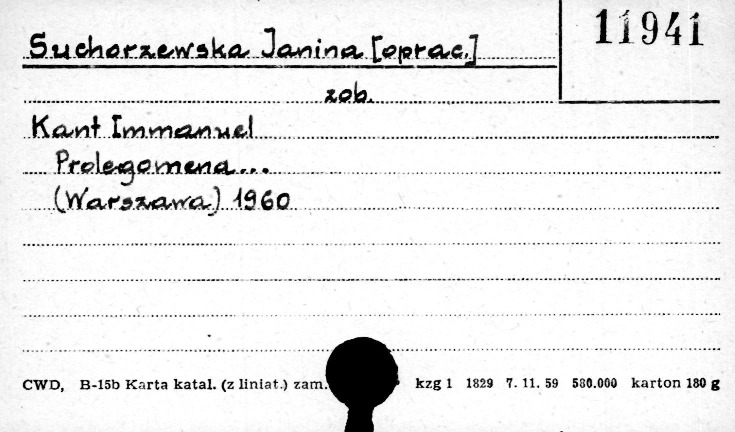 Suchorzewska Janina [oprac.]
11941
zob.
Kant Immanuel
Prolegomena...
(Warszawa) 1960
CWD, B-15b Karta katal. (z liniat.) zam. kzg 1 1829 7. 11. 59 580.000 karton 180 g